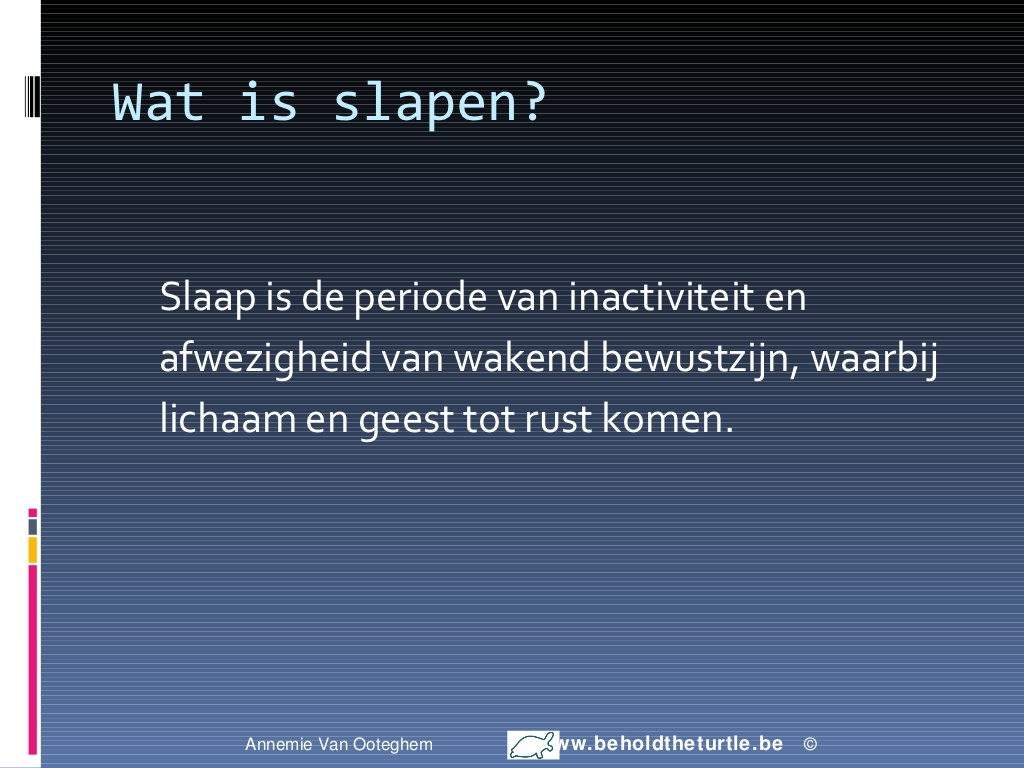 Wat is slapen?
Slaap is de periode van inactiviteit en
afwezigheid van wakend bewustzijn, waarbij
lichaam en geest tot rust komen.
Annemie Van Ooteghem ww.beholdtheturtle.be ©